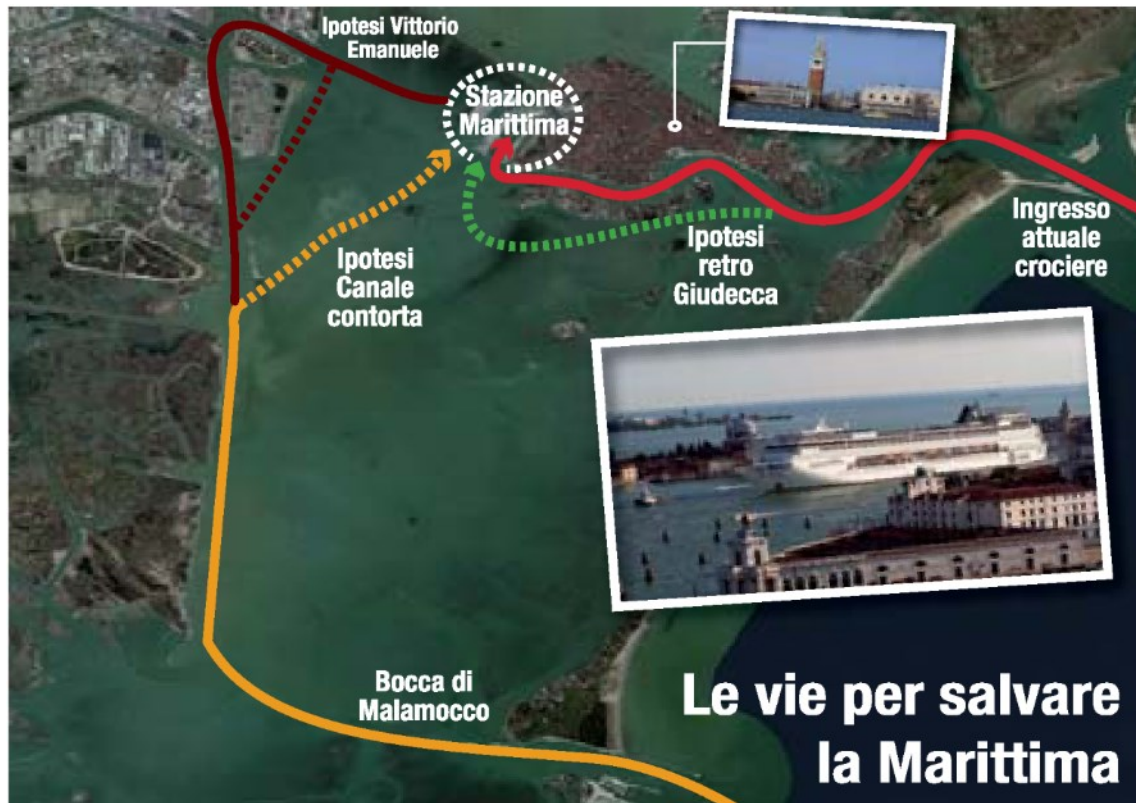 Ipotesi Vittorio
Emanuele
Stazione
Marittima
Ingresso
attuale
crociere
Ipotesi
retro
Giudecca
Ipotesi
Canale
contorta
Bocca di
Malamocco
Le vie per salvare
la Marittima